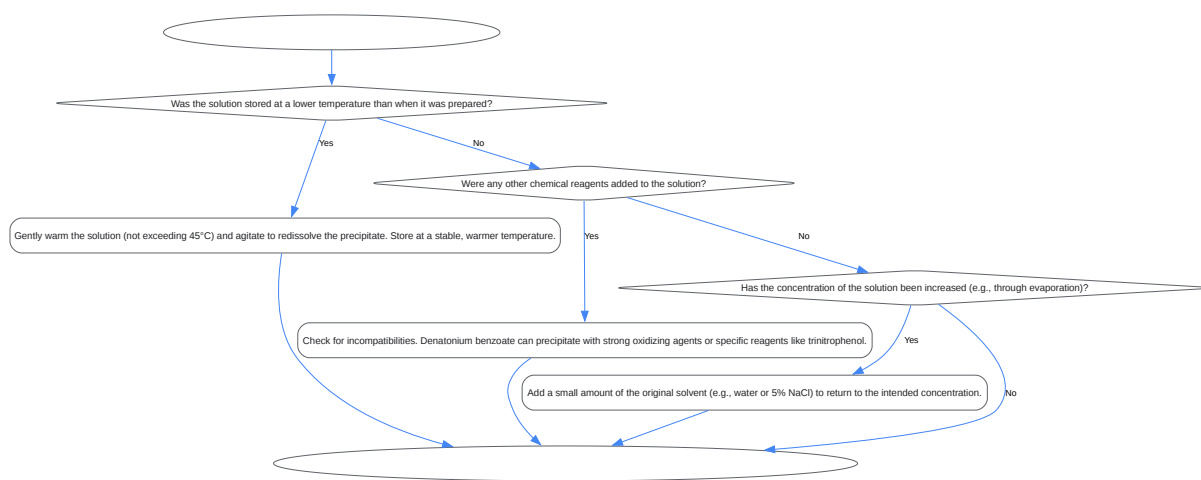 Was the solution stored at a lower temperature than when it was prepared?
Yes
No
Were any other chemical reagents added to the solution?
Gently warm the solution (not exceeding 45°C) and agitate to redissolve the precipitate. Store at a stable, warmer temperature.
Yes
No
Has the concentration of the solution been increased (e.g., through evaporation)?
Check for incompatibilities. Denatonium benzoate can precipitate with strong oxidizing agents or specific reagents like trinitrophenol.
Yes
Add a small amount of the original solvent (e.g., water or 5% NaCl) to return to the intended concentration.
No